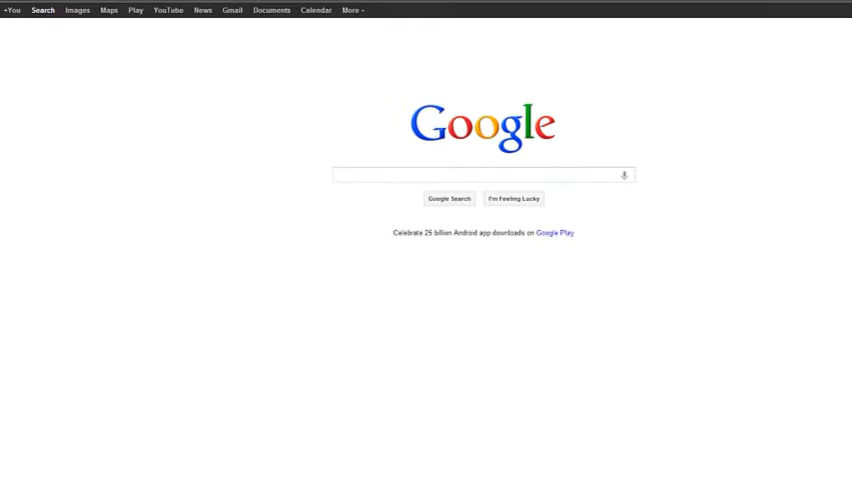 +You Search Images Maps Play YouTube News Gmail Documents Calendar More
Google
Google Search I'm Feeling Lucky
Celebrate 25 billion Android app downloads on Google Play